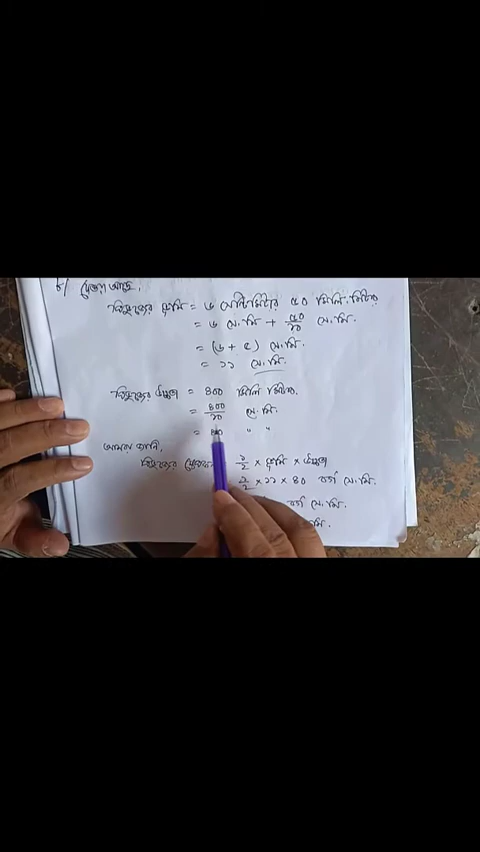 ৮/ দেওয়া আছে,
ত্রিভুজের ভূমি = ৬ সেন্টিমিটার ৫০ মিলি.মিটার
= ৬ সে.মি + ৫০/১০ সে.মি.
= (৬ + ৫) সে.মি.
= ১১ সে.মি.
ত্রিভুজের উচ্চতা = ৪০০ মিলি মিটার.
= ৪০০/১০ সে.মি.
= ৪০ " "
আমরা জানি,
ত্রিভুজের ১/২ × ভূমি × উচ্চতা
১/২ × ১১ × ৪০ বর্গ সে.মি.
বর্গ সে.মি.
মি.